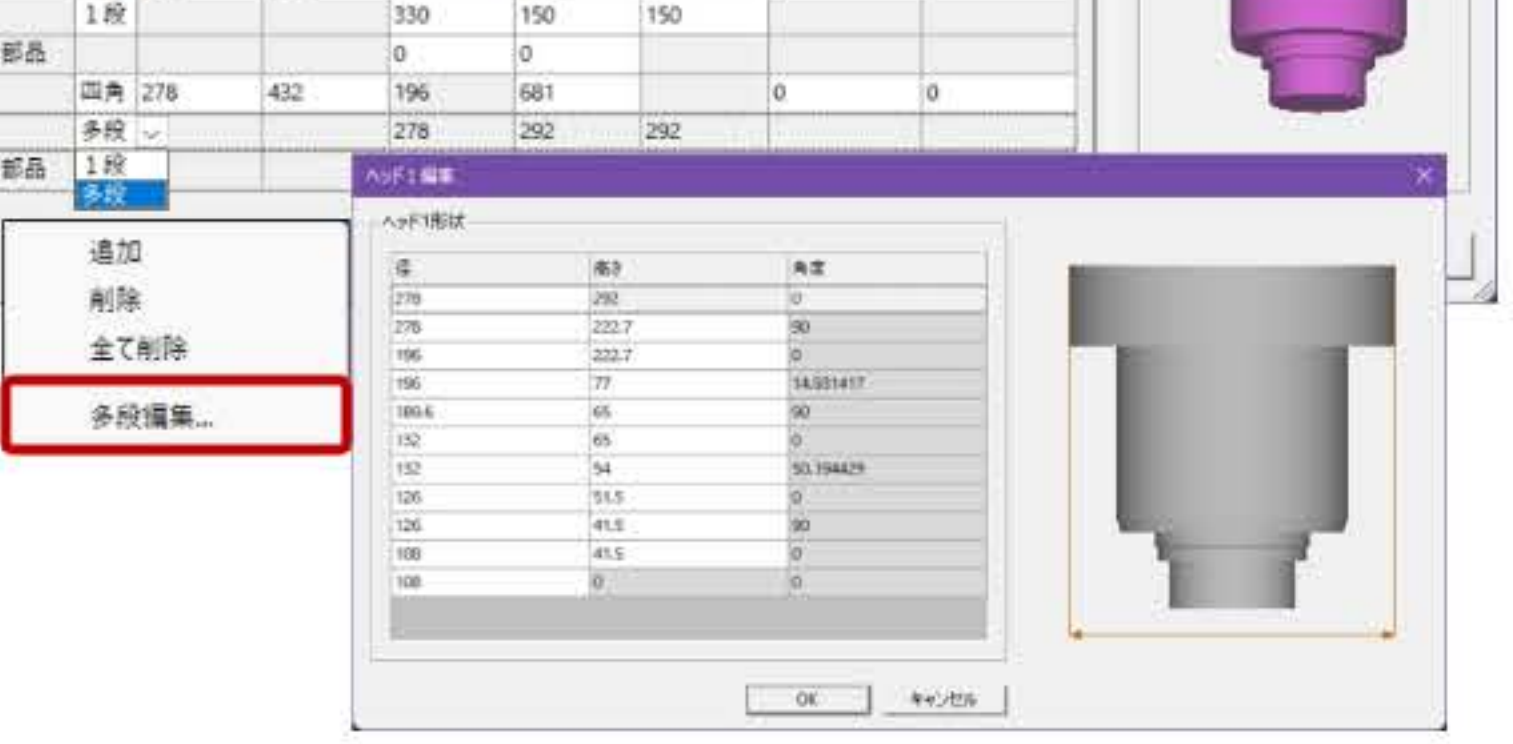 1段 330 150 150
部品 0 0
四角 278 432 196 681 0 0
多段 278 292 292
部品 1段
多段
追加
削除
全て削除
多段編集...
ヘッド1編集
ヘッド1形状
径 高さ 角度
278 292 0
278 222.7 90
196 222.7 0
196 77 14.931417
189.6 65 90
132 65 0
132 54 50.194429
126 51.5 0
126 41.5 90
108 41.5 0
108 0 0
OK キャンセル